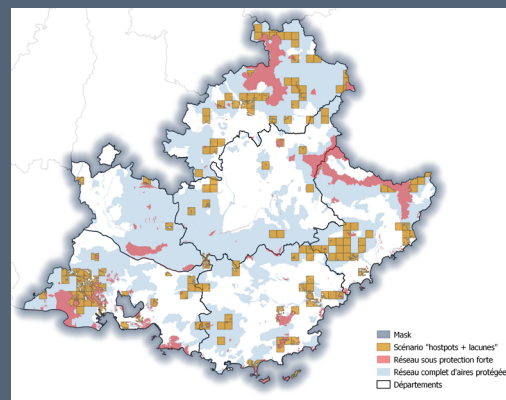 Mask
Scénario "hostpots + lacunes"
Réseau sous protection forte
Réseau complet d'aires protégée
Départements